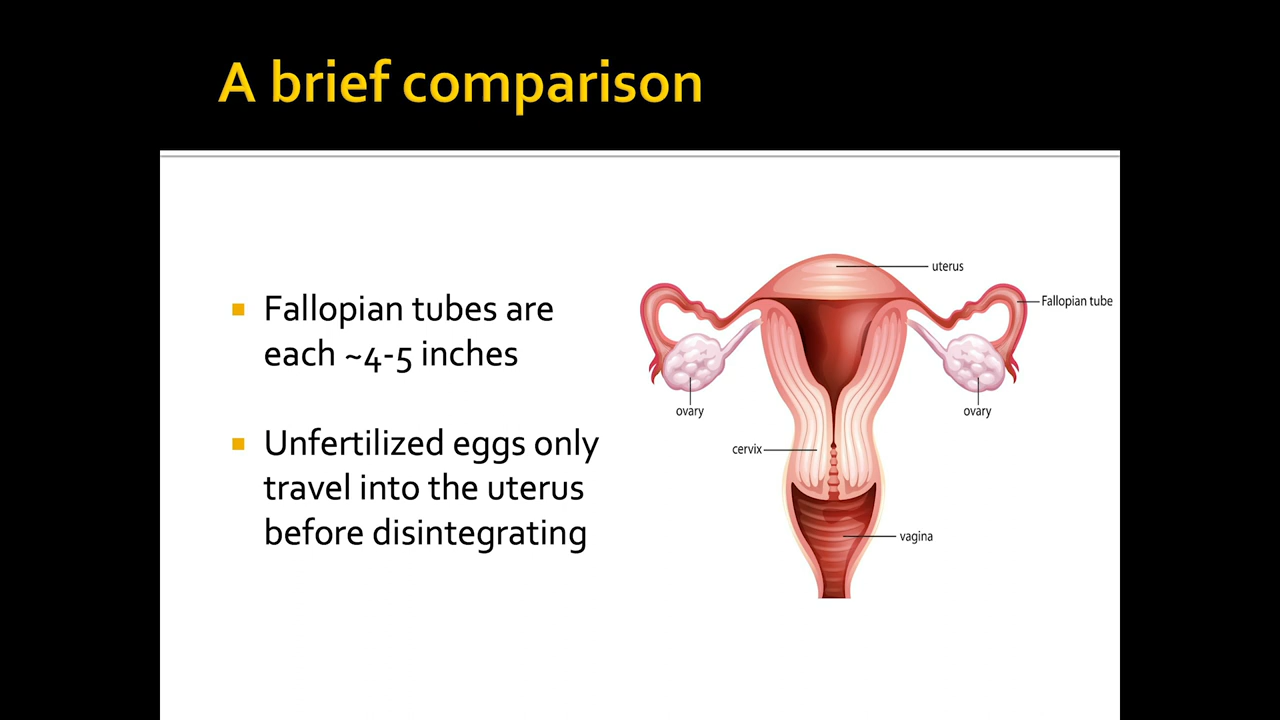 A brief comparison
Fallopian tubes are
each ~4-5 inches
Unfertilized eggs only
travel into the uterus
before disintegrating
uterus
Fallopian tube
ovary
ovary
cervix
vagina